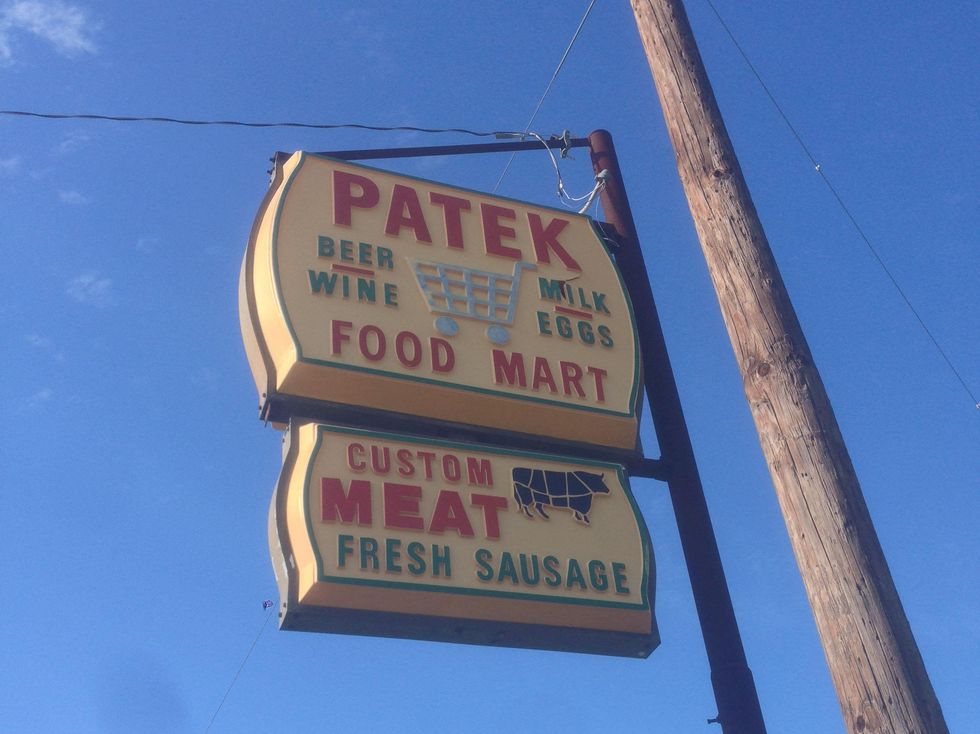 PATEK
BEER
WINE
MILK
EGGS
FOOD MART
CUSTOM
MEAT
FRESH SAUSAGE